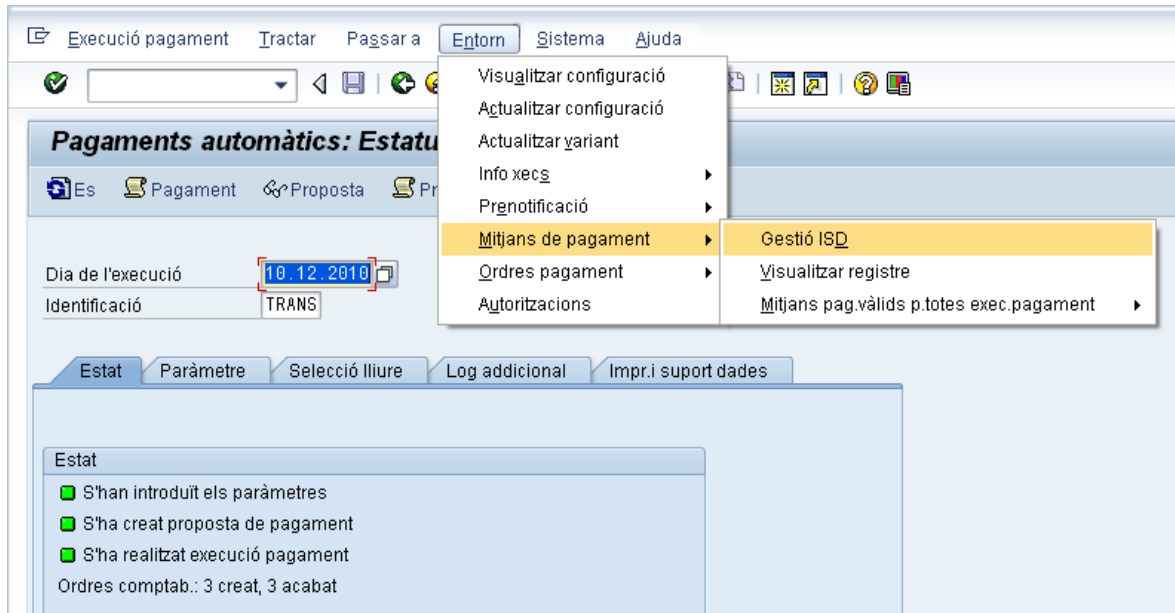 Execució pagament Tractar Passar a Entorn Sistema Ajuda
Visualitzar configuració
Actualitzar configuració
Actualitzar variant
Info xecs
Prenotificació
Mitjans de pagament
Ordres pagament
Autoritzacions
Gestió ISD
Visualitzar registre
Mitjans pag.vàlids p.totes exec.pagament
Pagaments automàtics: Estatu
Es Pagament Proposta Pr
Dia de l'execució 10.12.2010
Identificació TRANS
Estat Paràmetre Selecció lliure Log addicional Impr.i suport dades
Estat
S'han introduït els paràmetres
S'ha creat proposta de pagament
S'ha realitzat execució pagament
Ordres comptab.: 3 creat, 3 acabat